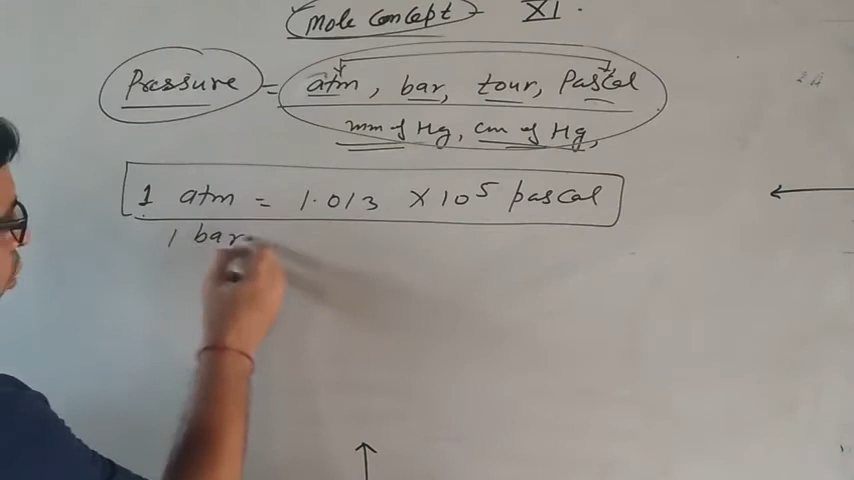 Mole Concept XI.
Pressure = atm, bar, tour, Pascal
mm of Hg, cm of Hg,
1 atm = 1.013 × 10⁵ pascal
1 bar